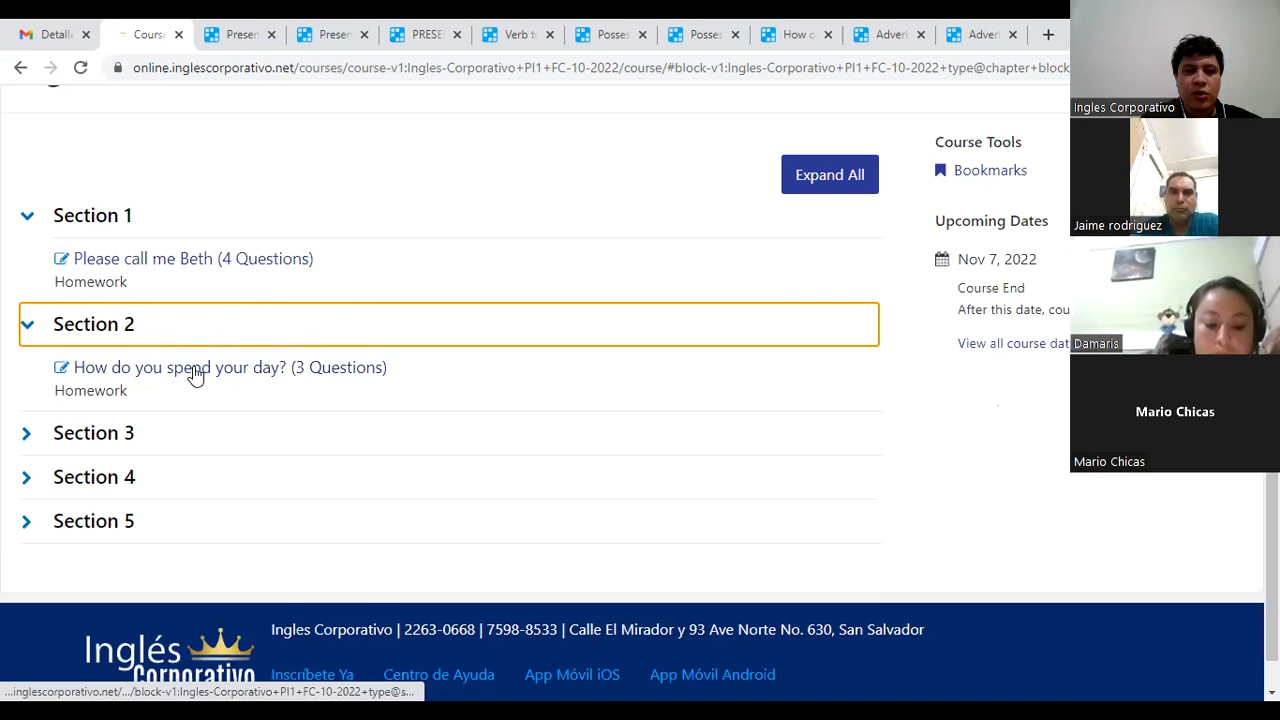 Detalle
Course
Presen
Presen
PRESE
Verb to
Posses
Posses
How o
Adverl
Adverl
online.inglescorporativo.net/courses/course-v1:Ingles-Corporativo+PI1+FC-10-2022/course/#block-v1:Ingles-Corporativo+PI1+FC-10-2022+type@chapter+block
Expand All
Section 1
Please call me Beth (4 Questions)
Homework
Section 2
How do you spend your day? (3 Questions)
Homework
Section 3
Section 4
Section 5
Course Tools
Bookmarks
Upcoming Dates
Nov 7, 2022
Course End
After this date, cou
View all course dat
Ingles Corporativo
Jaime rodriguez
Damaris
Mario Chicas
Mario Chicas
Inglés
Corporativo
Ingles Corporativo | 2263-0668 | 7598-8533 | Calle El Mirador y 93 Ave Norte No. 630, San Salvador
Inscríbete Ya
Centro de Ayuda
App Móvil iOS
App Móvil Android
...inglescorporativo.net/.../block-v1:Ingles-Corporativo+PI1+FC-10-2022+type@s...